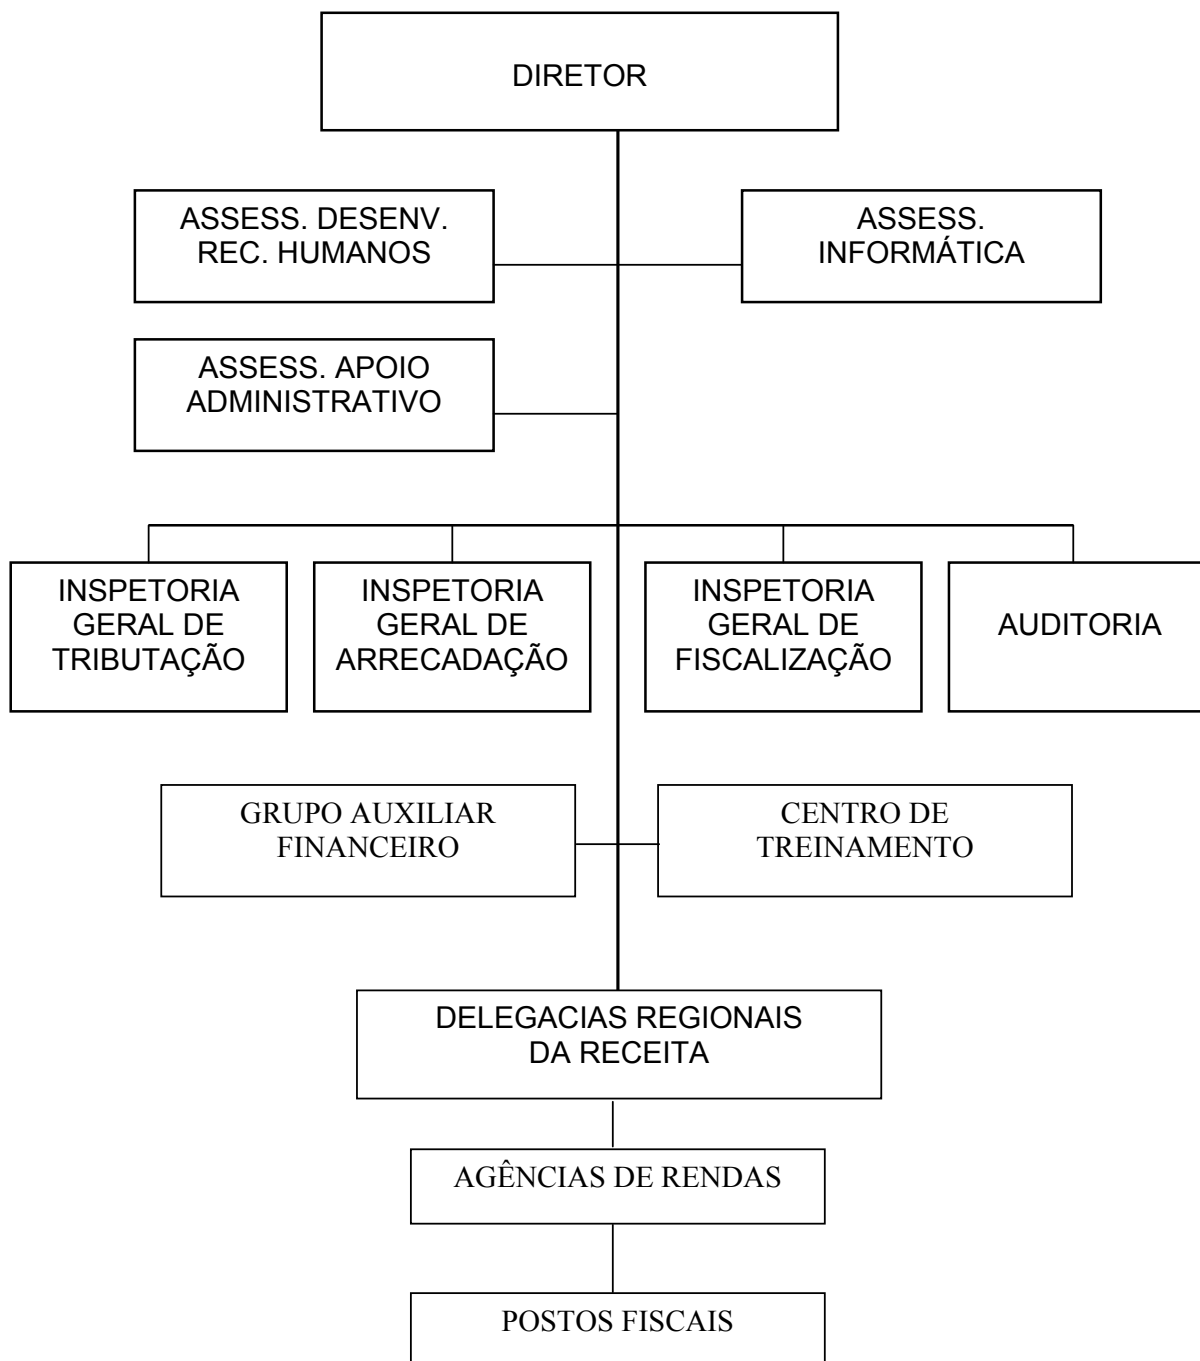 DIRETOR
ASSESS. DESENV.
REC. HUMANOS
ASSESS.
INFORMÁTICA
ASSESS. APOIO
ADMINISTRATIVO
INSPETORIA
GERAL DE
TRIBUTAÇÃO
INSPETORIA
GERAL DE
ARRECADAÇÃO
INSPETORIA
GERAL DE
FISCALIZAÇÃO
AUDITORIA
GRUPO AUXILIAR
FINANCEIRO
CENTRO DE
TREINAMENTO
DELEGACIAS REGIONAIS
DA RECEITA
AGÊNCIAS DE RENDAS
POSTOS FISCAIS